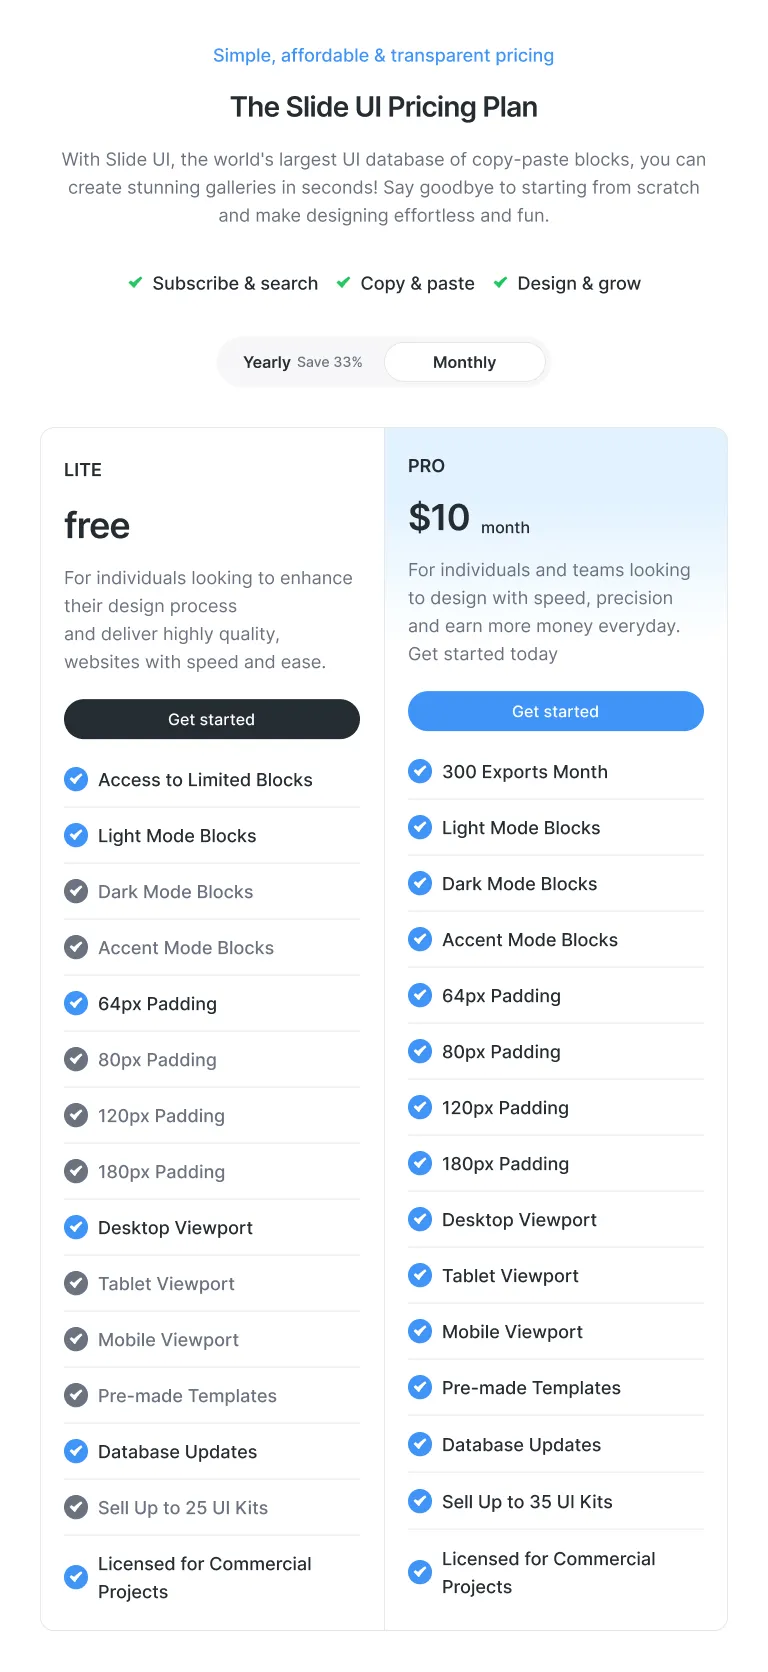 Simple, affordable & transparent pricing
The Slide UI Pricing Plan
With Slide UI, the world's largest UI database of copy-paste blocks, you can
create stunning galleries in seconds! Say goodbye to starting from scratch
and make designing effortless and fun.
Subscribe & search Copy & paste Design & grow
Yearly Save 33% Monthly
LITE
free
For individuals looking to enhance
their design process
and deliver highly quality,
websites with speed and ease.
Get started
Access to Limited Blocks
Light Mode Blocks
Dark Mode Blocks
Accent Mode Blocks
64px Padding
80px Padding
120px Padding
180px Padding
Desktop Viewport
Tablet Viewport
Mobile Viewport
Pre-made Templates
Database Updates
Sell Up to 25 UI Kits
Licensed for Commercial
Projects
PRO
$10 month
For individuals and teams looking
to design with speed, precision
and earn more money everyday.
Get started today
Get started
300 Exports Month
Light Mode Blocks
Dark Mode Blocks
Accent Mode Blocks
64px Padding
80px Padding
120px Padding
180px Padding
Desktop Viewport
Tablet Viewport
Mobile Viewport
Pre-made Templates
Database Updates
Sell Up to 35 UI Kits
Licensed for Commercial
Projects